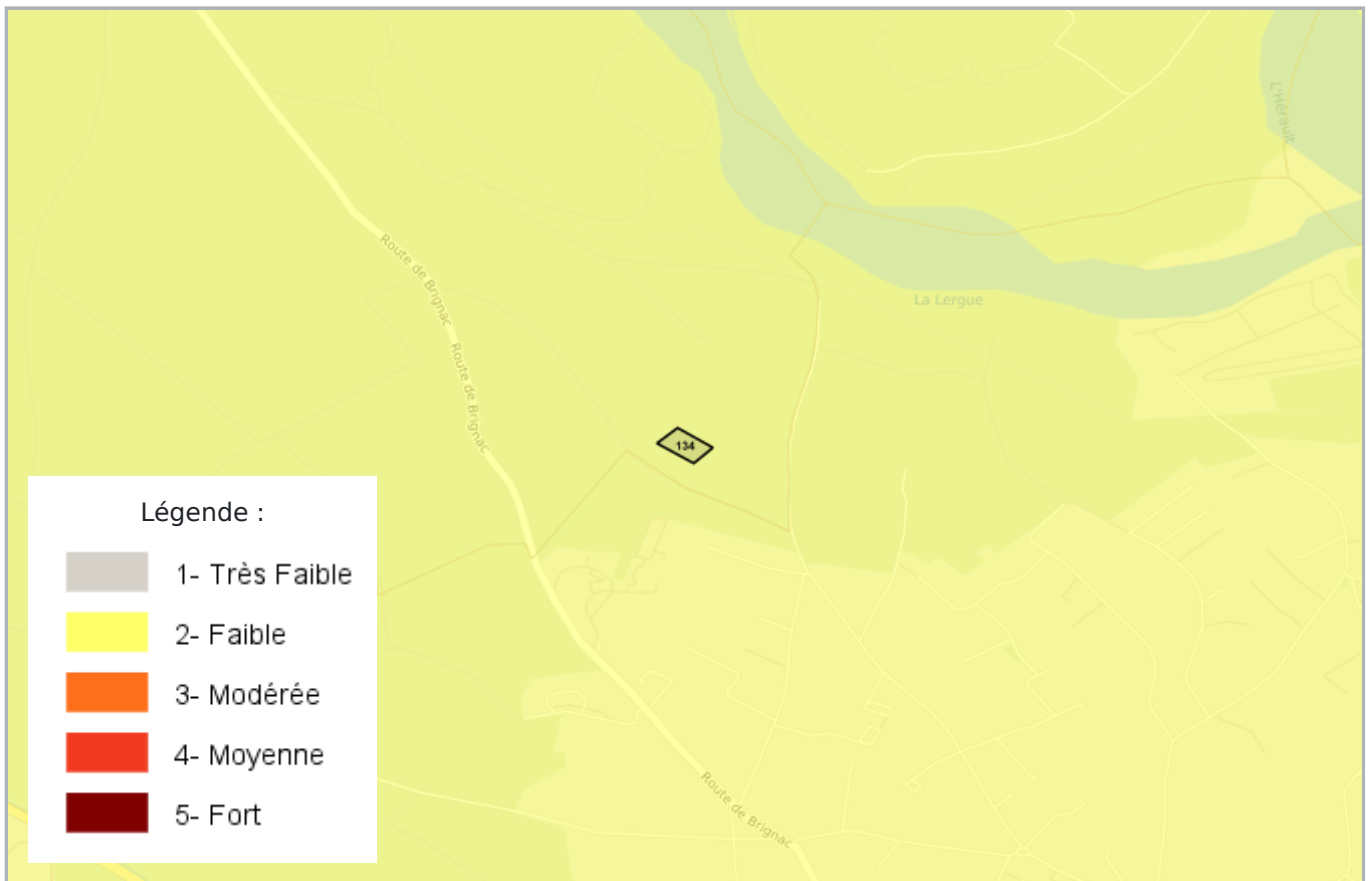 L'Hérault
Route de Brignac
La Lergue
Route de Brignac
134
Légende :
1- Très Faible
2- Faible
3- Modérée
4- Moyenne
5- Fort
Route de Brignac